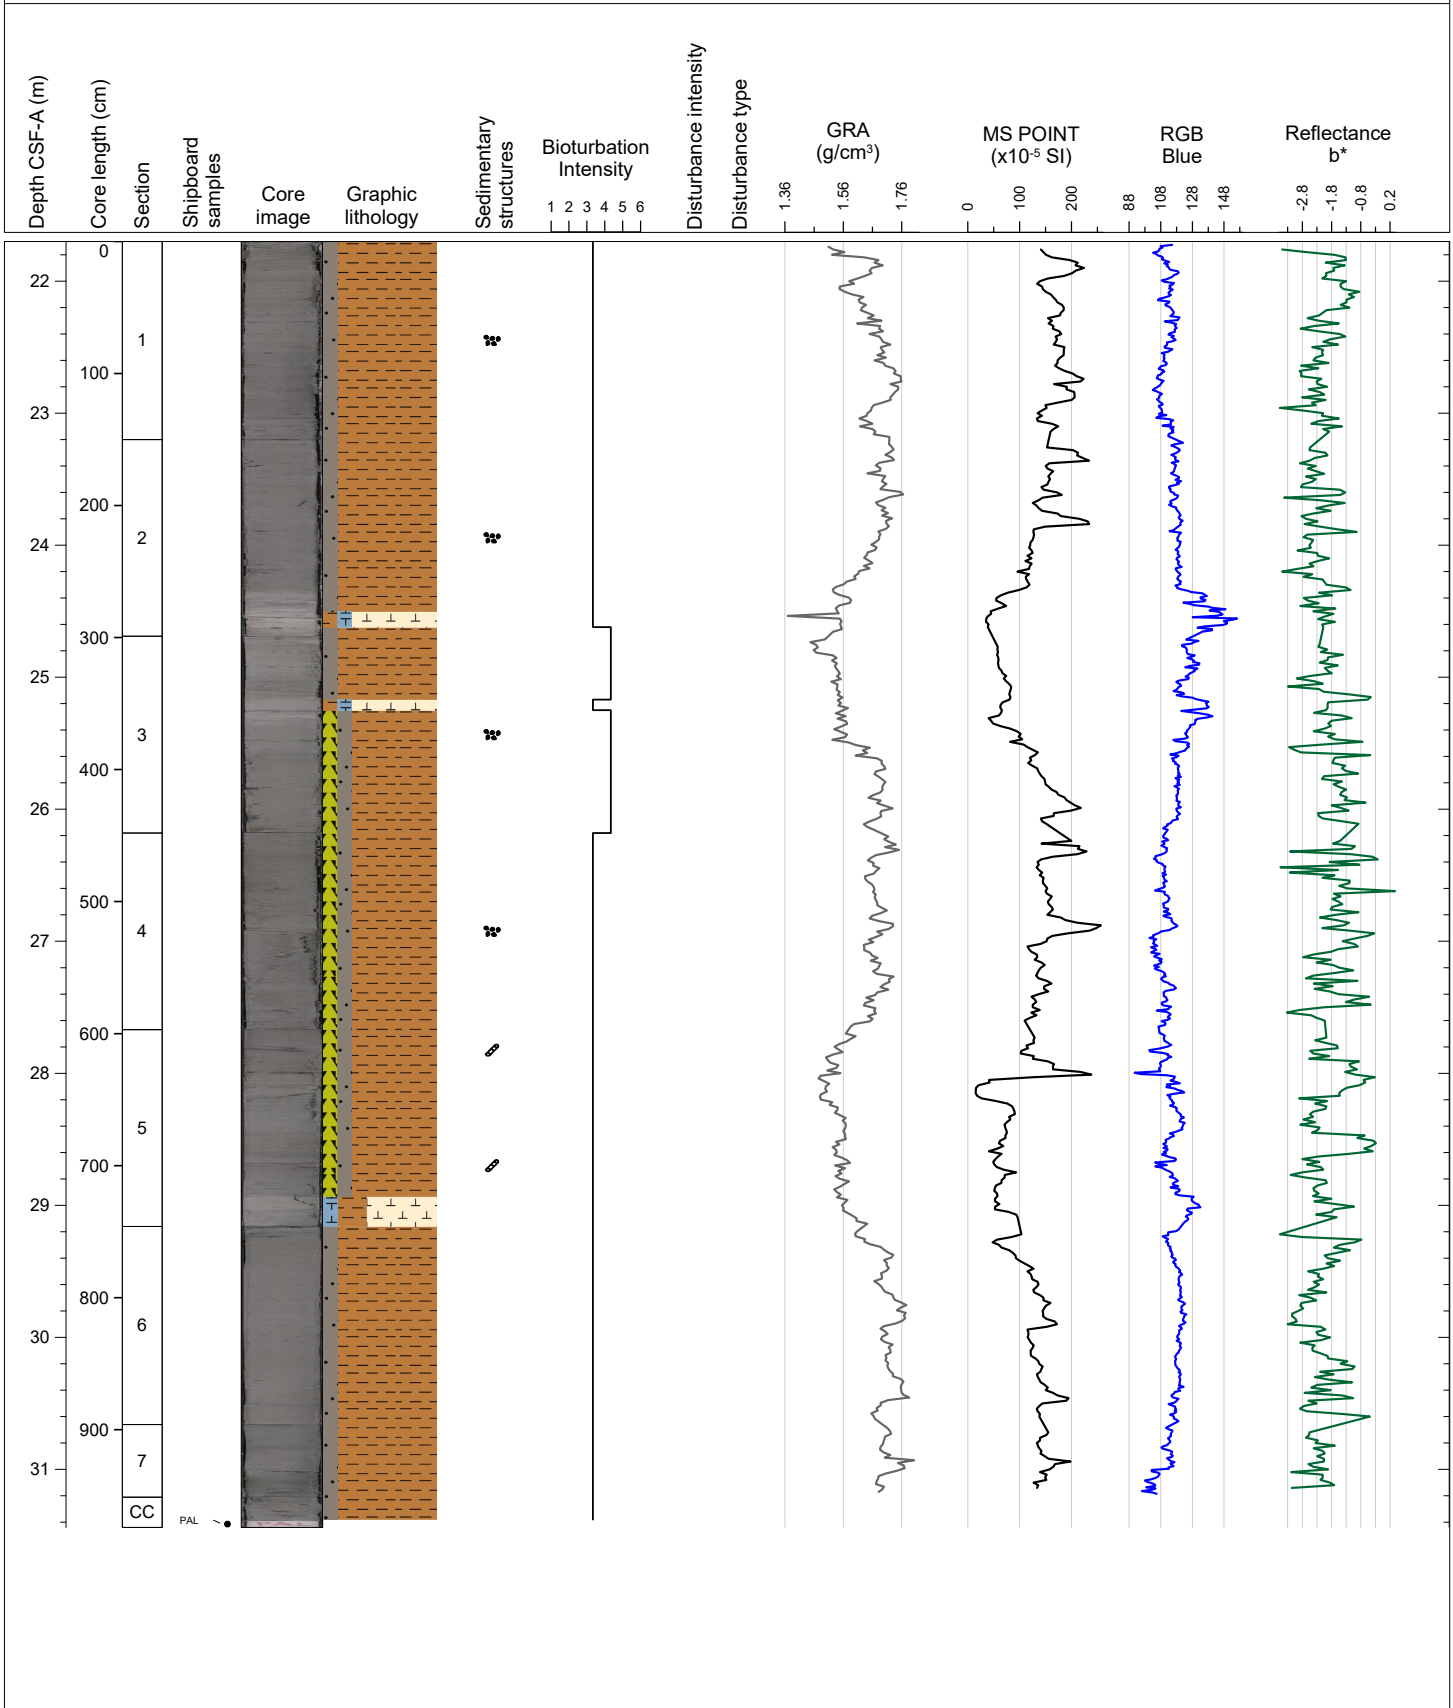 Depth CSF-A (m)
Core length (cm)
Section
Shipboard
samples
Core
image
Graphic
lithology
Sedimentary
structures
Bioturbation
Intensity
1 2 3 4 5 6
Disturbance intensity
Disturbance type
GRA
(g/cm³)
1.36 1.56 1.76
MS POINT
(x10⁻⁵ SI)
0 100 200
RGB
Blue
88 108 128 148
Reflectance
b*
-2.8 -1.8 -0.8 0.2
0
22
1
100
23
200
2
24
300
25
3
400
26
500
4
27
600
28
5
700
29
800
6
30
900
7
31
CC
PAL
PAL